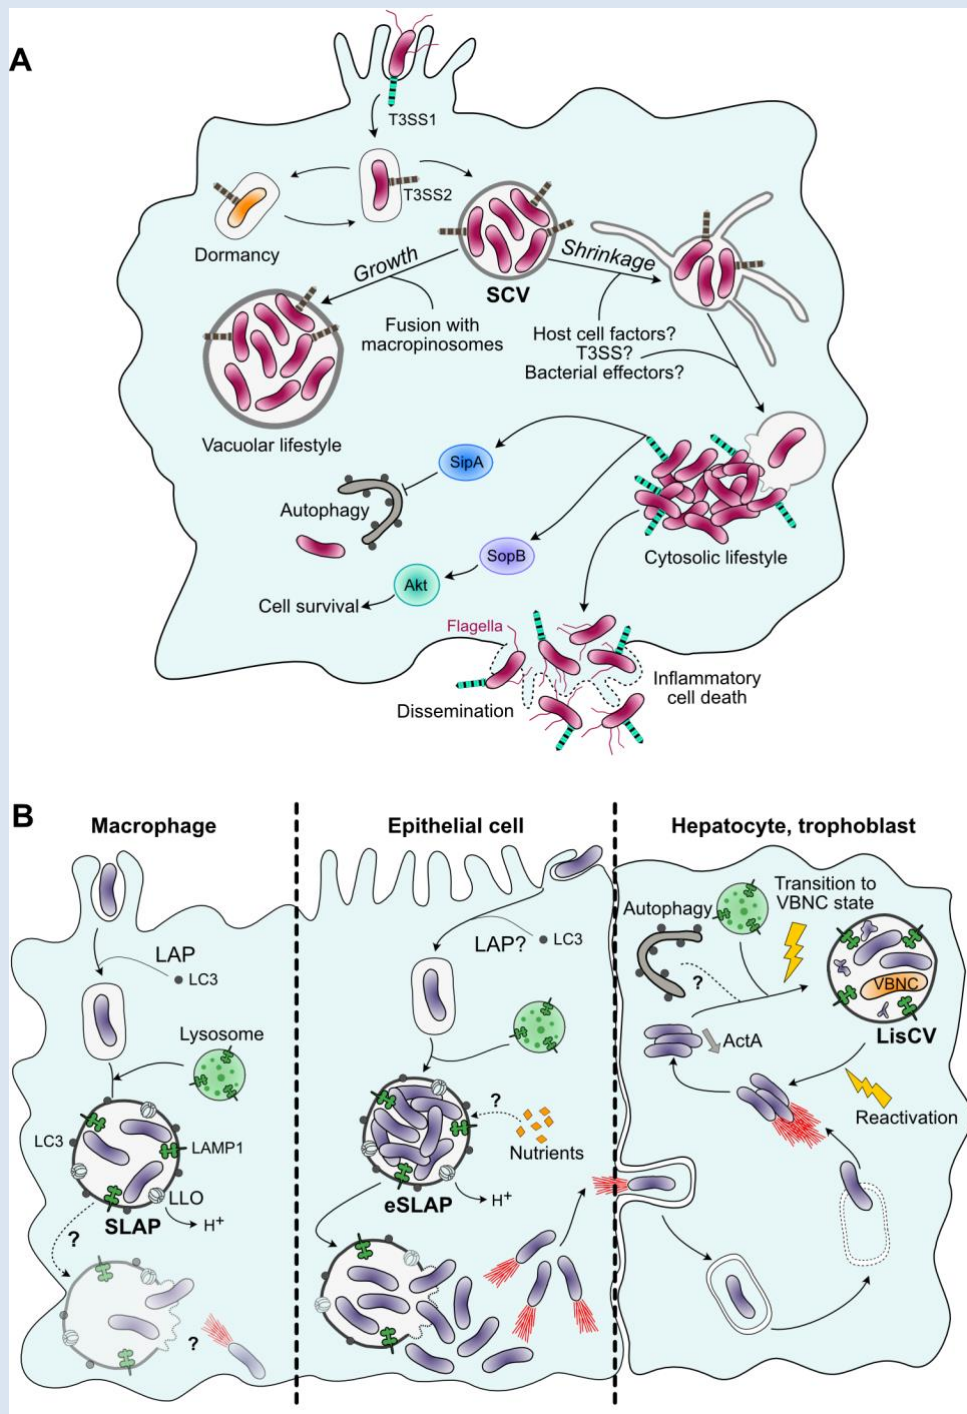 A
T3SS1
T3SS2
Dormancy
Growth
Shrinkage
SCV
Fusion with
macropinosomes
Host cell factors?
T3SS?
Bacterial effectors?
Vacuolar lifestyle
SipA
Autophagy
SopB
Cytosolic lifestyle
Akt
Cell survival
Flagella
Inflammatory
cell death
Dissemination
B
Macrophage
LAP
LC3
Lysosome
LC3
LAMP1
LLO
SLAP
H+
?
?
Epithelial cell
LAP?
LC3
?
Nutrients
eSLAP
H+
Hepatocyte, trophoblast
Autophagy
Transition to
VBNC state
?
VBNC
LisCV
ActA
Reactivation